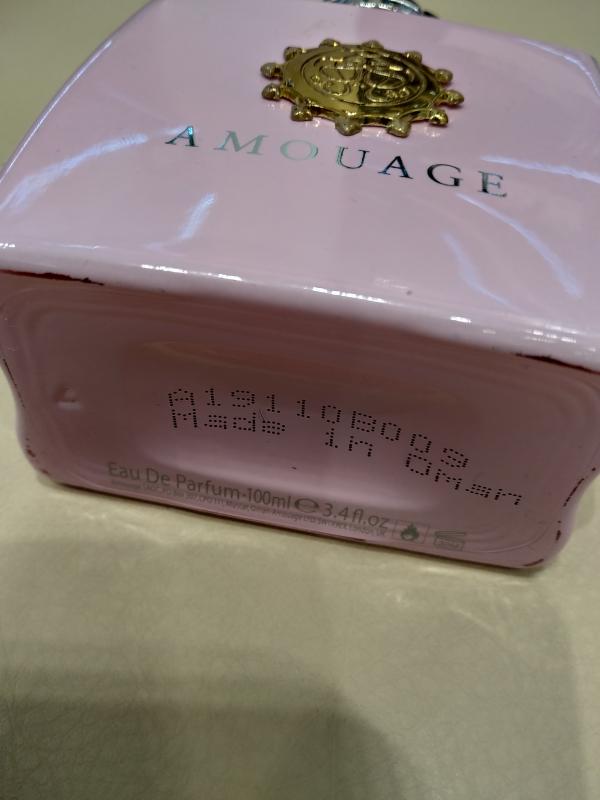 AMOUAGE
A19110B009
Made in Oman
Eau De Parfum·100ml ℮ 3.4 fl.oz